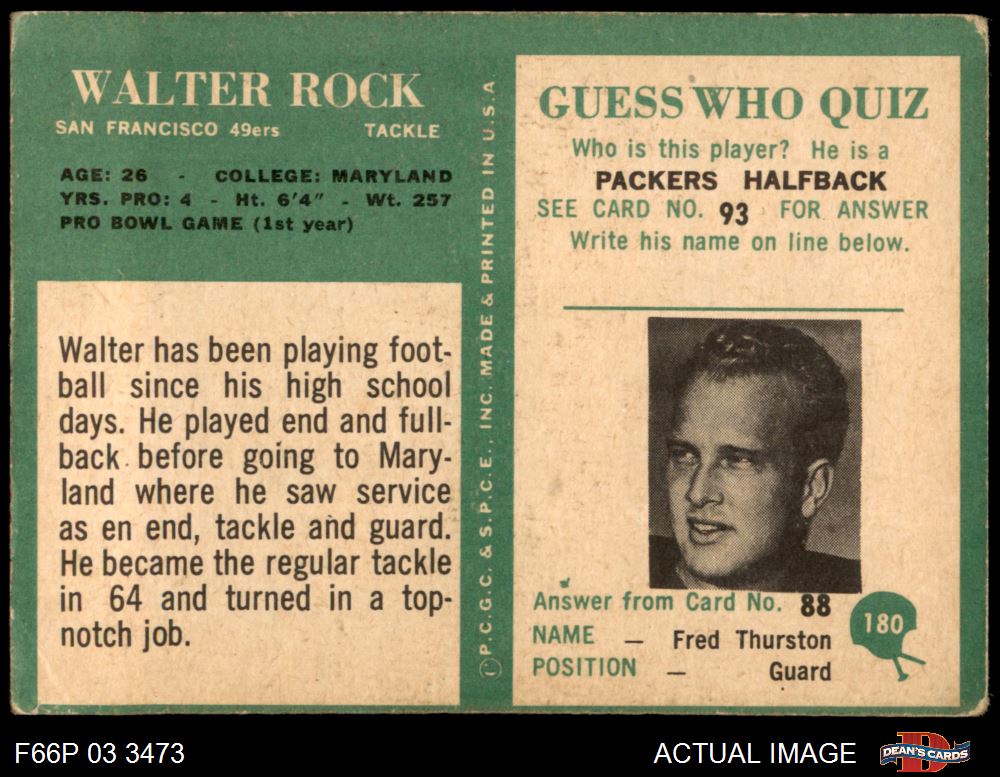 WALTER ROCK
SAN FRANCISCO 49ers TACKLE
AGE: 26 - COLLEGE: MARYLAND
YRS. PRO: 4 - Ht. 6'4" - Wt. 257
PRO BOWL GAME (1st year)
Walter has been playing foot-
ball since his high school
days. He played end and full-
back before going to Mary-
land where he saw service
as en end, tackle and guard.
He became the regular tackle
in 64 and turned in a top-
notch job.
© P.C.G.C. & S.P.C.E., INC. MADE & PRINTED IN U.S.A
GUESS WHO QUIZ
Who is this player? He is a
PACKERS HALFBACK
SEE CARD NO. 93 FOR ANSWER
Write his name on line below.
Answer from Card No. 88
NAME — Fred Thurston
POSITION — Guard
180
F66P 03 3473
ACTUAL IMAGE
DEAN'S CARDS